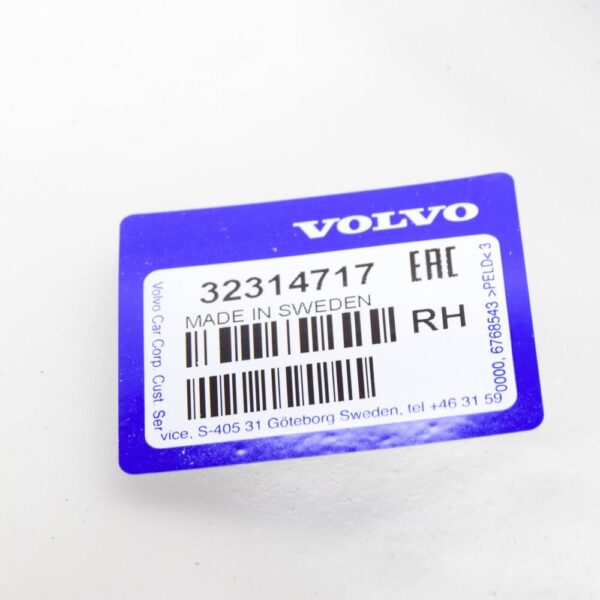 VOLVO
32314717 EAC
MADE IN SWEDEN
RH
Volvo Car Corp. Cust. Ser
vice, S-405 31 Göteborg Sweden, tel +46 31 59
0000, 6768543 >PELD<3